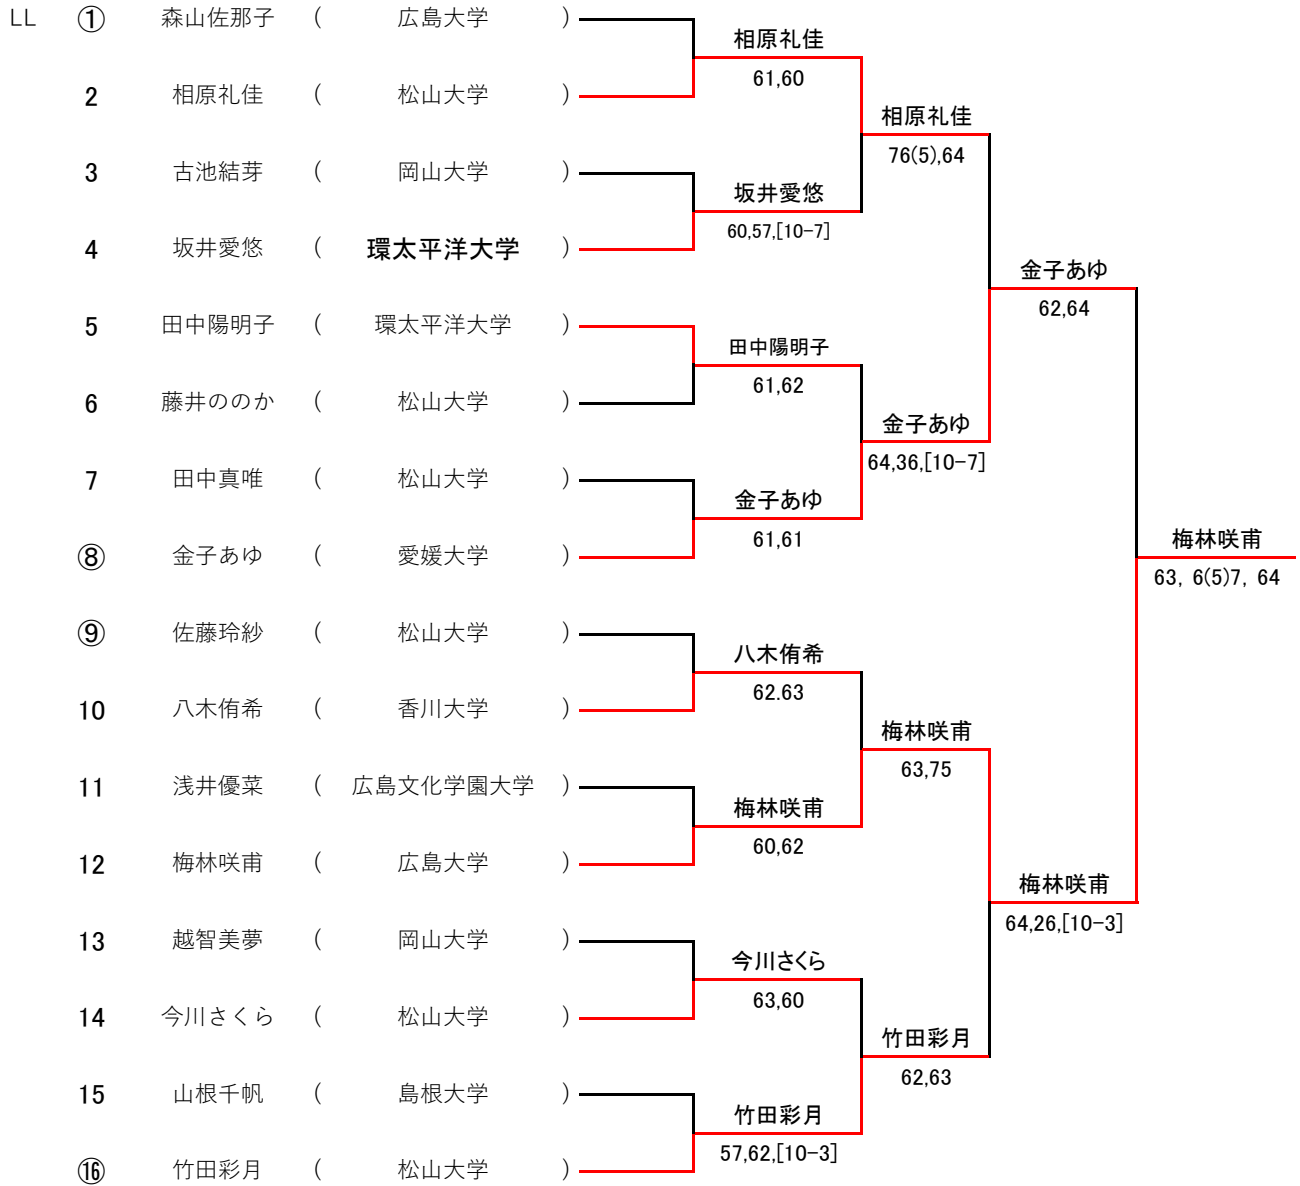 LL ① 森山佐那子 ( 広島大学 )
相原礼佳
61,60
2 相原礼佳 ( 松山大学 )
相原礼佳
76(5),64
3 古池結芽 ( 岡山大学 )
坂井愛悠
60,57,[10-7]
4 坂井愛悠 ( 環太平洋大学 )
金子あゆ
62,64
5 田中陽明子 ( 環太平洋大学 )
田中陽明子
61,62
6 藤井ののか ( 松山大学 )
金子あゆ
64,36,[10-7]
7 田中真唯 ( 松山大学 )
金子あゆ
61,61
⑧ 金子あゆ ( 愛媛大学 )
梅林咲甫
63, 6(5)7, 64
⑨ 佐藤玲紗 ( 松山大学 )
八木侑希
62.63
10 八木侑希 ( 香川大学 )
梅林咲甫
63,75
11 浅井優菜 ( 広島文化学園大学 )
梅林咲甫
60,62
12 梅林咲甫 ( 広島大学 )
梅林咲甫
64,26,[10-3]
13 越智美夢 ( 岡山大学 )
今川さくら
63,60
14 今川さくら ( 松山大学 )
竹田彩月
62,63
15 山根千帆 ( 島根大学 )
竹田彩月
57,62,[10-3]
⑯ 竹田彩月 ( 松山大学 )